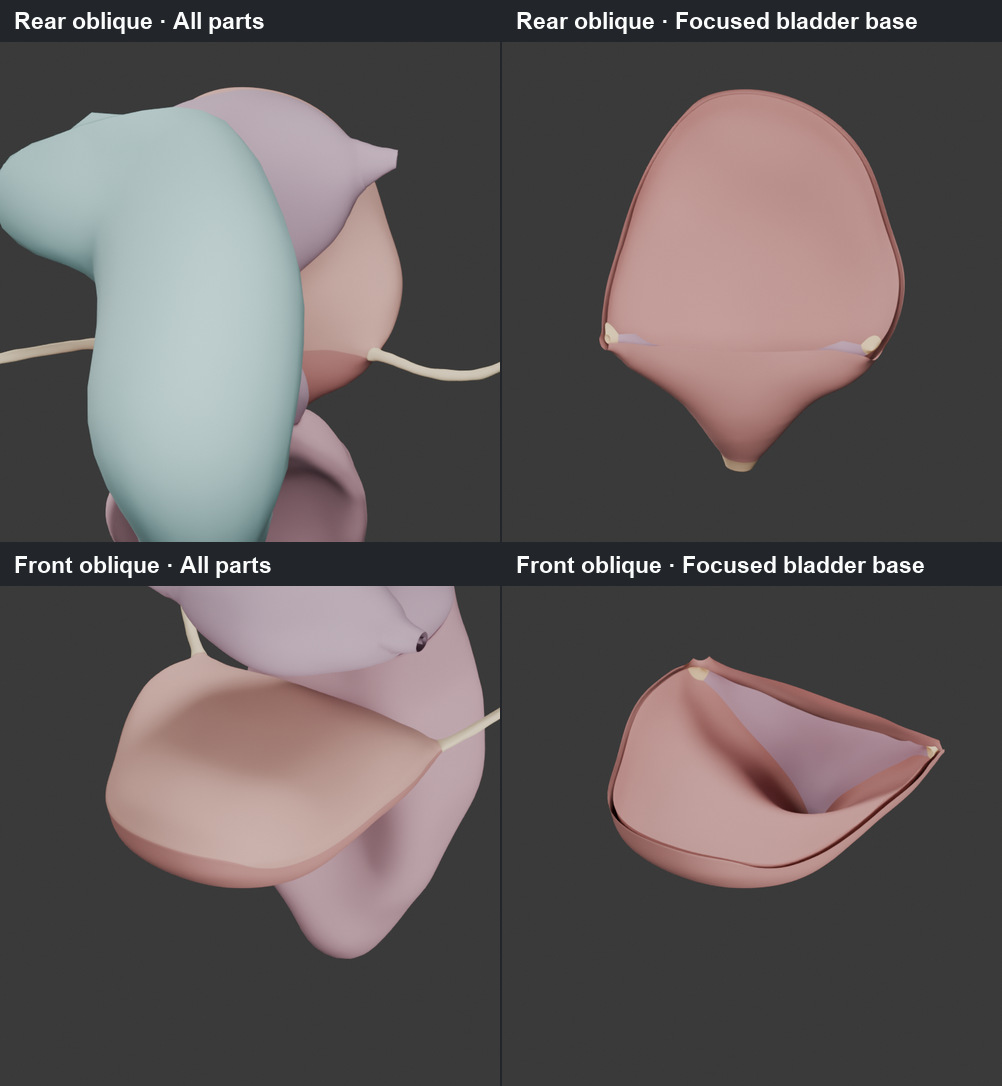 Rear oblique · All parts
Rear oblique · Focused bladder base
Front oblique · All parts
Front oblique · Focused bladder base